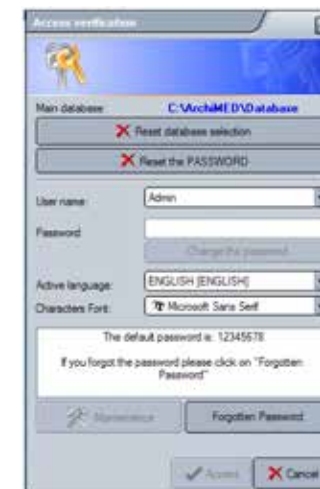 Access verification
Main database: C:\ArchiMED\Database
Reset database selection
Reset the PASSWORD
User name: Admin
Password
Change the password
Active language: ENGLISH [ENGLISH]
Characters Font: Microsoft Sans Serif
The default password is: 12345678
If you forgot the password please click on "Forgotten
Password"
Maintenance Forgotten Password
Access Cancel